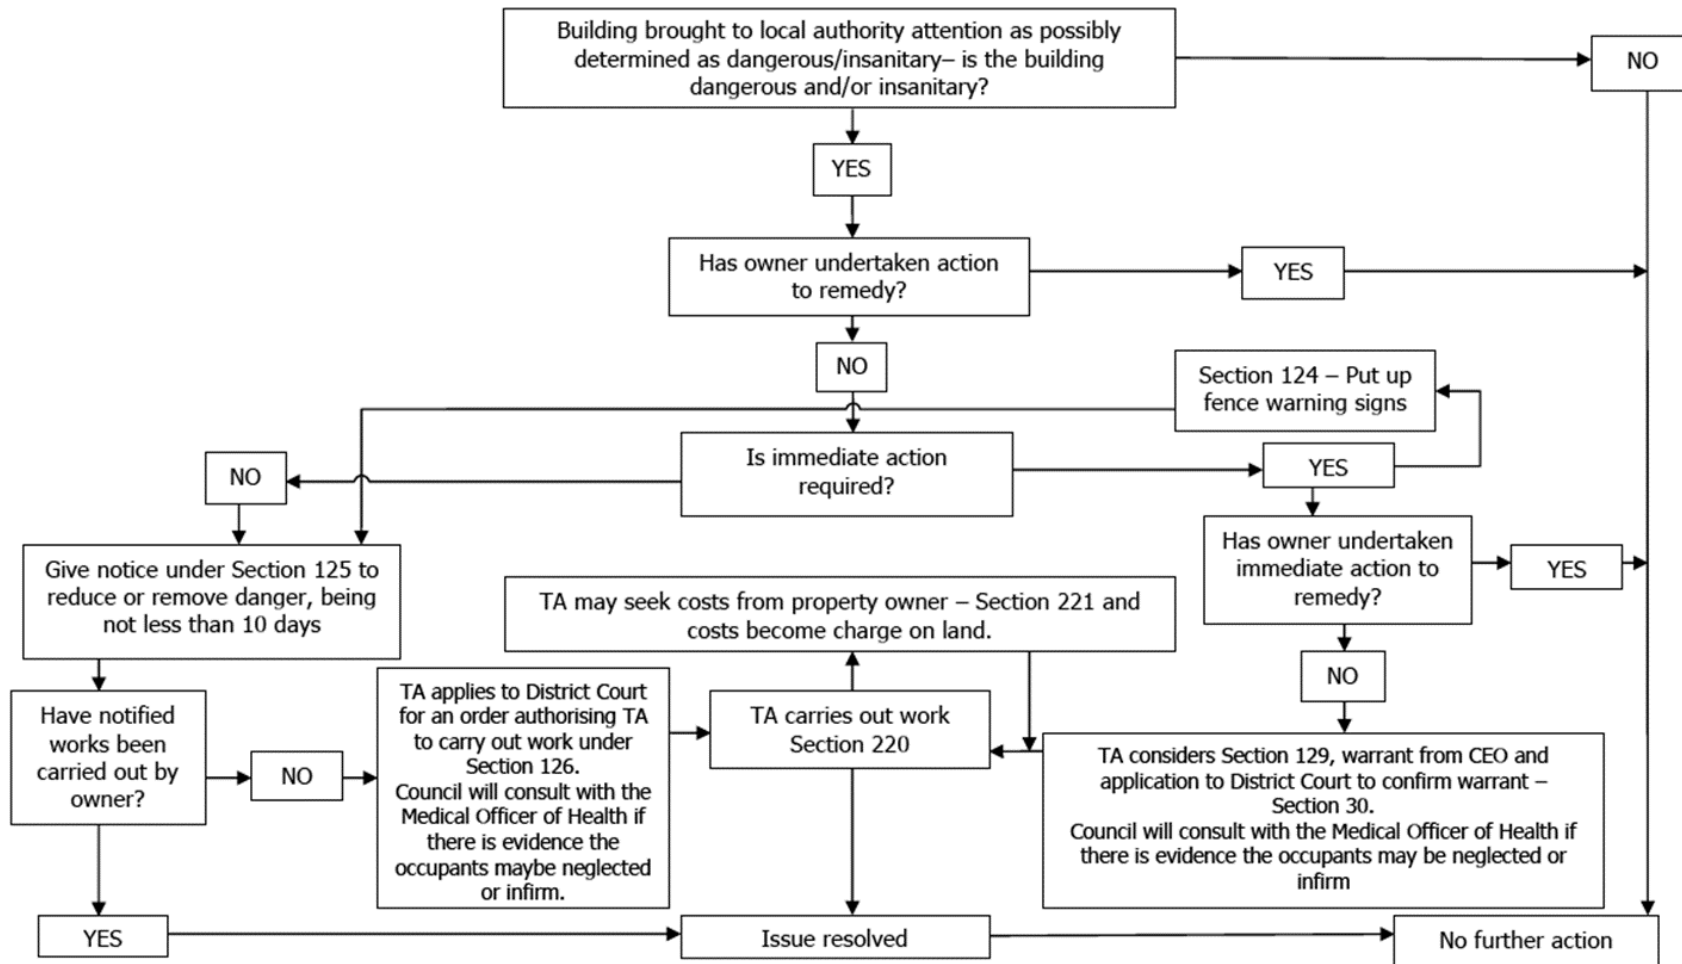 Building brought to local authority attention as possibly
determined as dangerous/insanitary– is the building
dangerous and/or insanitary?
NO
YES
Has owner undertaken action
to remedy?
YES
NO
Section 124 – Put up
fence warning signs
Is immediate action
required?
NO
YES
Give notice under Section 125 to
reduce or remove danger, being
not less than 10 days
Has owner undertaken
immediate action to
remedy?
YES
TA may seek costs from property owner – Section 221 and
costs become charge on land.
NO
Have notified
works been
carried out by
owner?
NO
TA applies to District Court
for an order authorising TA
to carry out work under
Section 126.
Council will consult with the
Medical Officer of Health if
there is evidence the
occupants maybe neglected
or infirm.
TA carries out work
Section 220
TA considers Section 129, warrant from CEO and
application to District Court to confirm warrant –
Section 30.
Council will consult with the Medical Officer of Health if
there is evidence the occupants may be neglected or
infirm
YES
Issue resolved
No further action